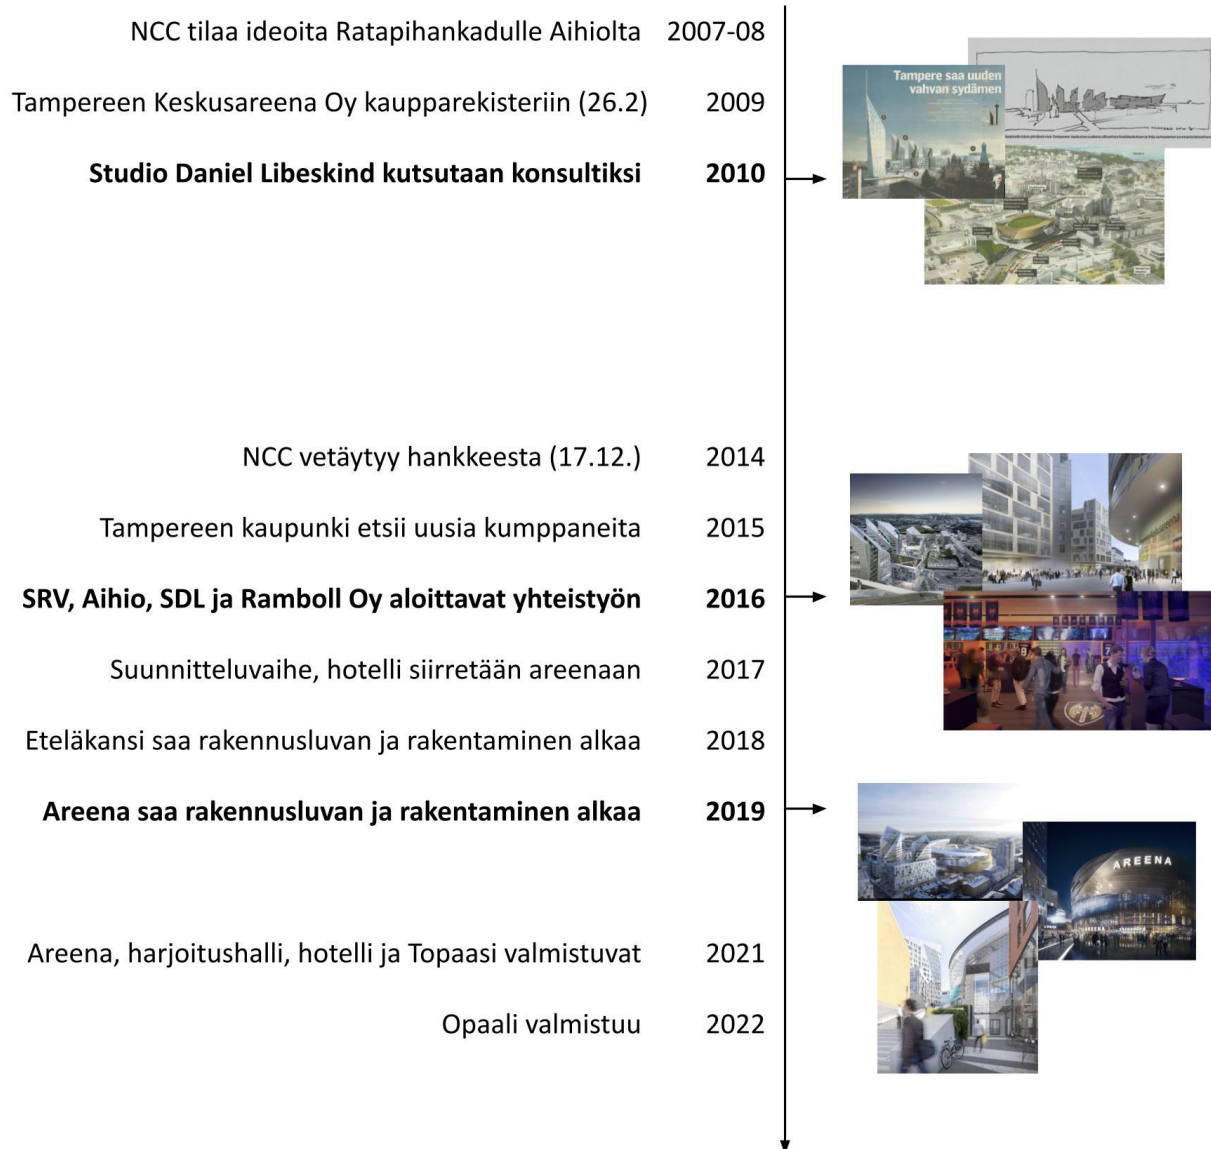 NCC tilaa ideoita Ratapihankadulle Aihiolta 2007-08
Tampereen Keskusareena Oy kaupparekisteriin (26.2) 2009
Studio Daniel Libeskind kutsutaan konsultiksi 2010
Tampere saa uuden
vahvan sydämen
NCC vetäytyy hankkeesta (17.12.) 2014
Tampereen kaupunki etsii uusia kumppaneita 2015
SRV, Aihio, SDL ja Ramboll Oy aloittavat yhteistyön 2016
Suunnitteluvaihe, hotelli siirretään areenaan 2017
Eteläkansi saa rakennusluvan ja rakentaminen alkaa 2018
Areena saa rakennusluvan ja rakentaminen alkaa 2019
AREENA
AREENA
Areena, harjoitushalli, hotelli ja Topaasi valmistuvat 2021
Opaali valmistuu 2022